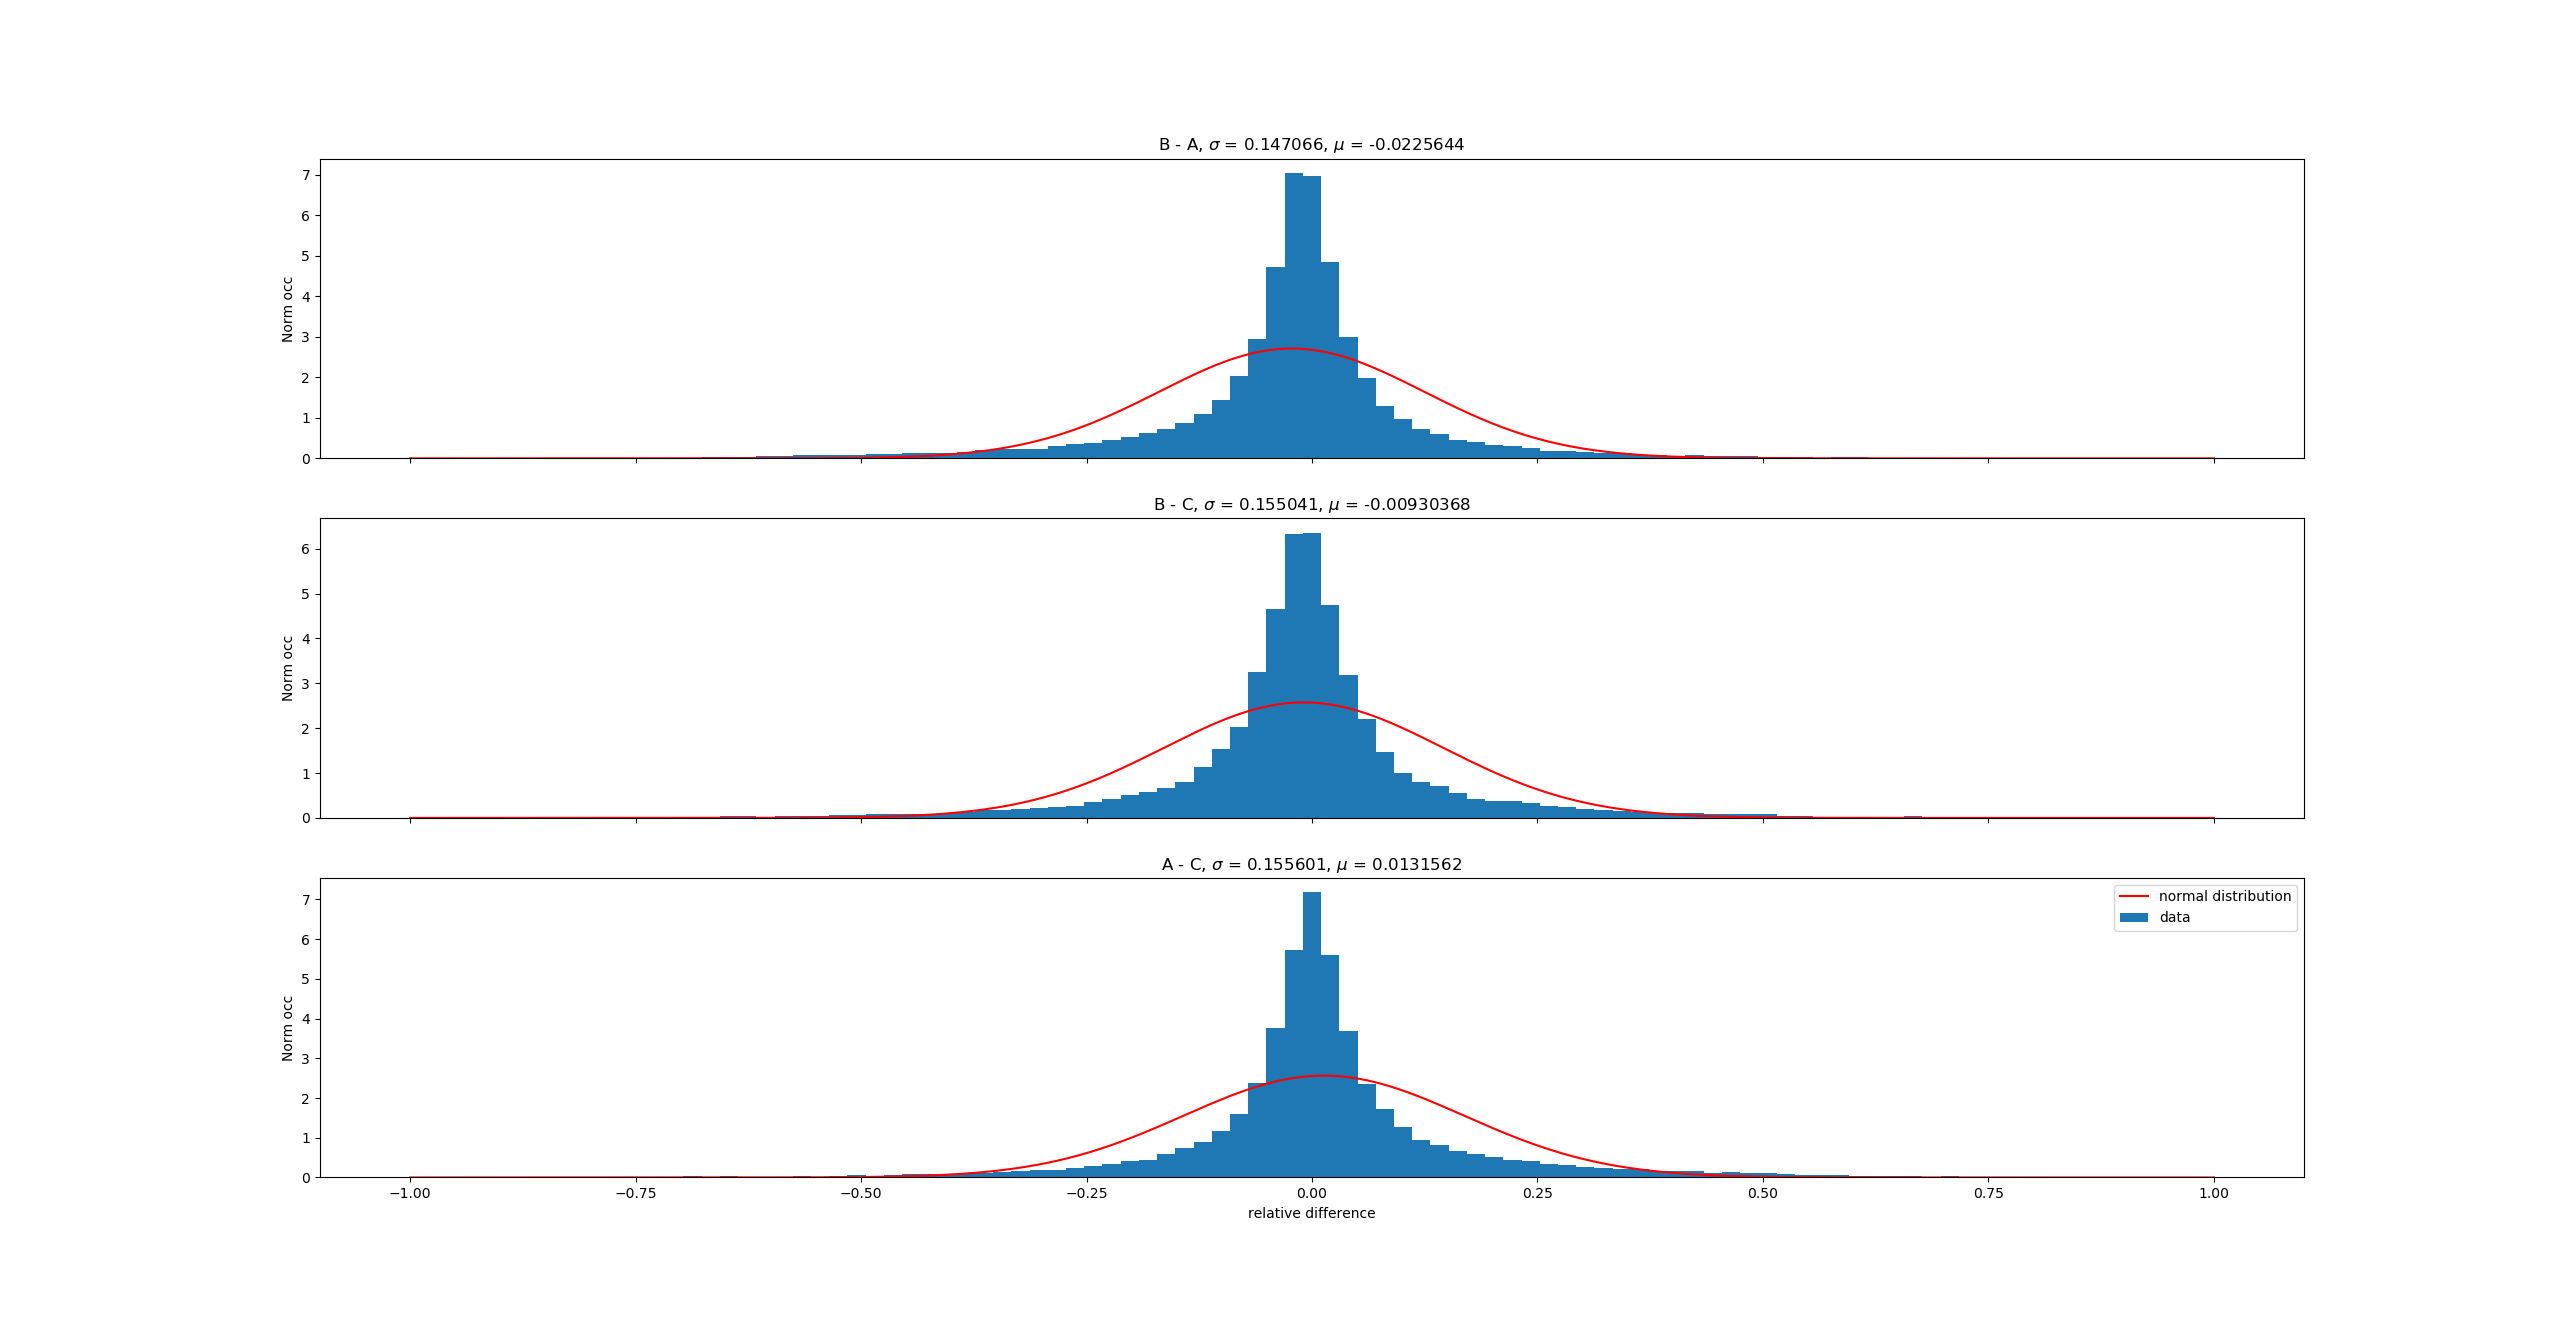 B - A, σ = 0.147066, μ = -0.0225644
7
6
5
4
3
2
1
0
Norm occ
B - C, σ = 0.155041, μ = -0.00930368
6
5
4
3
2
1
0
Norm occ
A - C, σ = 0.155601, μ = 0.0131562
7
6
5
4
3
2
1
0
Norm occ
normal distribution
data
−1.00 −0.75 −0.50 −0.25 0.00 0.25 0.50 0.75 1.00
relative difference